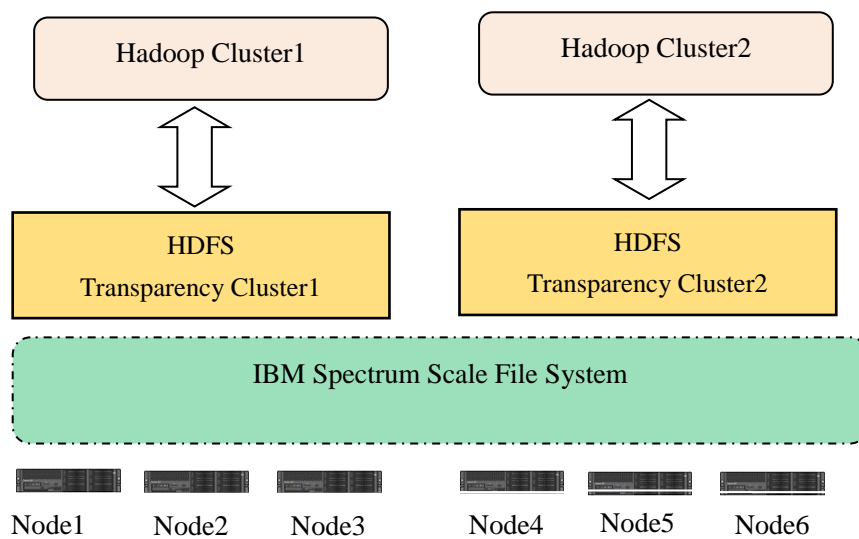 Hadoop Cluster1
Hadoop Cluster2
HDFS
Transparency Cluster1
HDFS
Transparency Cluster2
IBM Spectrum Scale File System
Node1
Node2
Node3
Node4
Node5
Node6